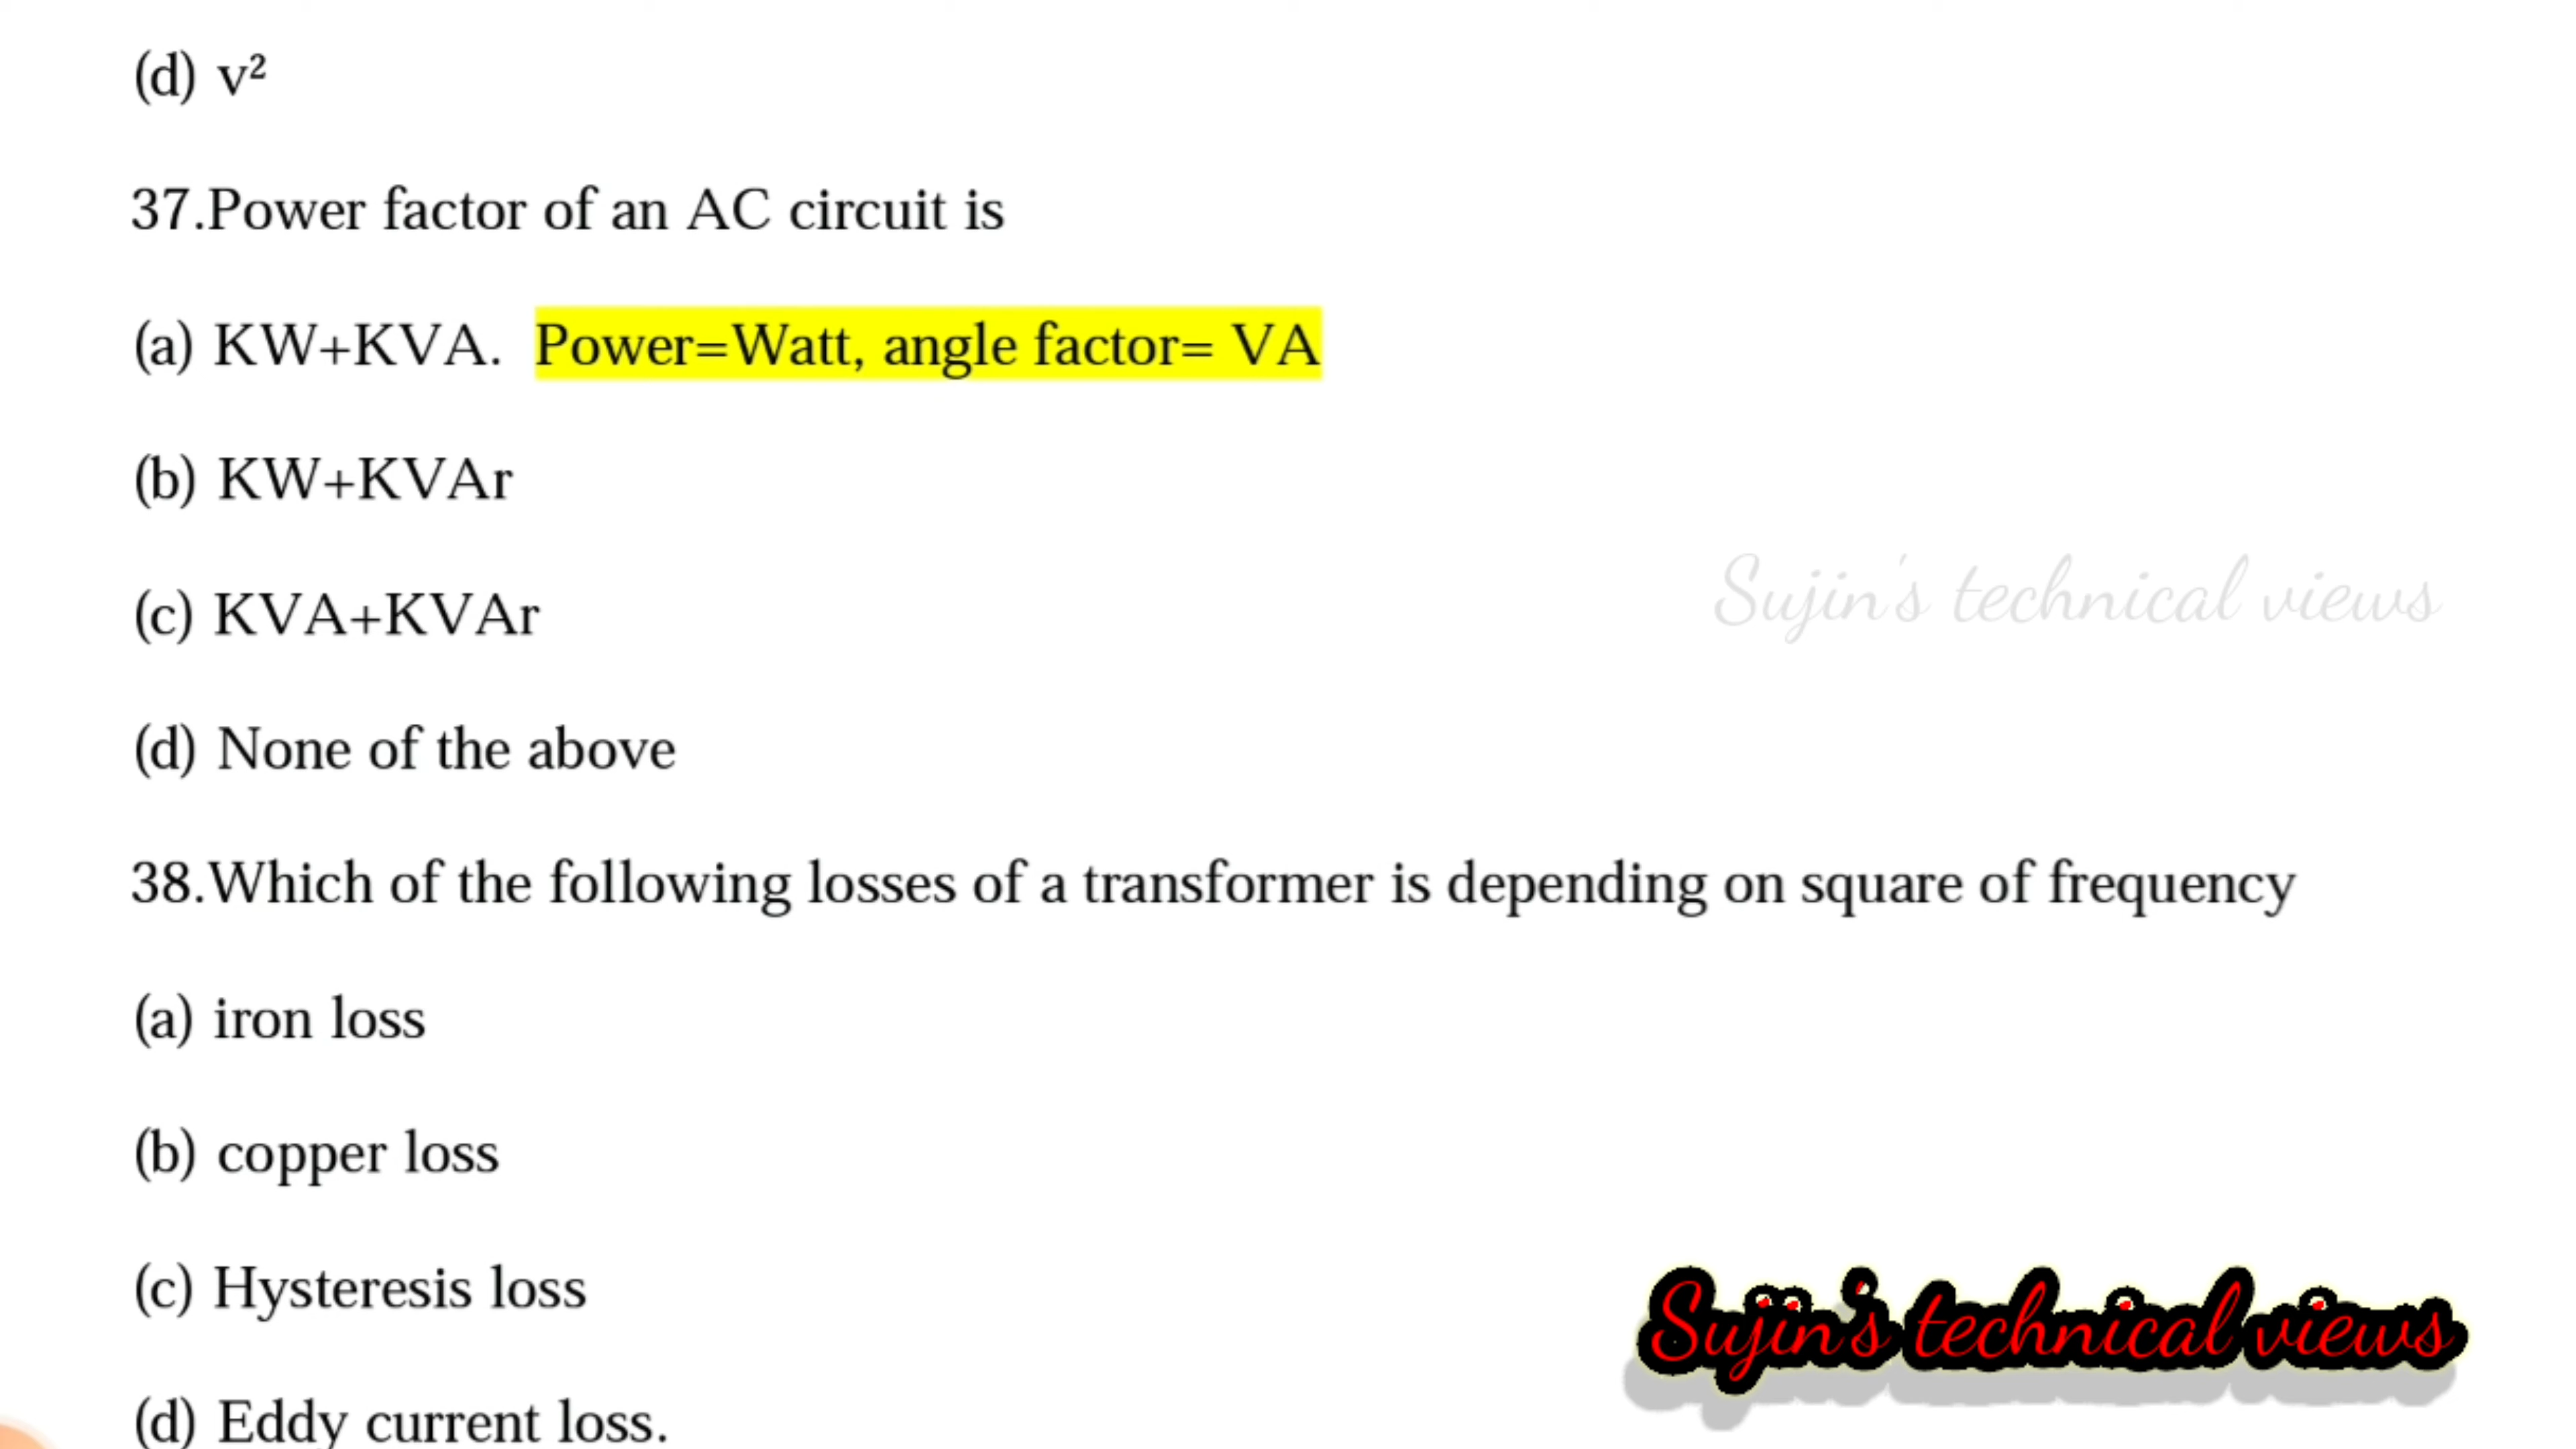 (d) v²
37.Power factor of an AC circuit is
(a) KW+KVA. Power=Watt, angle factor= VA
(b) KW+KVAr
(c) KVA+KVAr
Sujin's technical views
(d) None of the above
38.Which of the following losses of a transformer is depending on square of frequency
(a) iron loss
(b) copper loss
(c) Hysteresis loss
Sujin's technical views
(d) Eddy current loss.